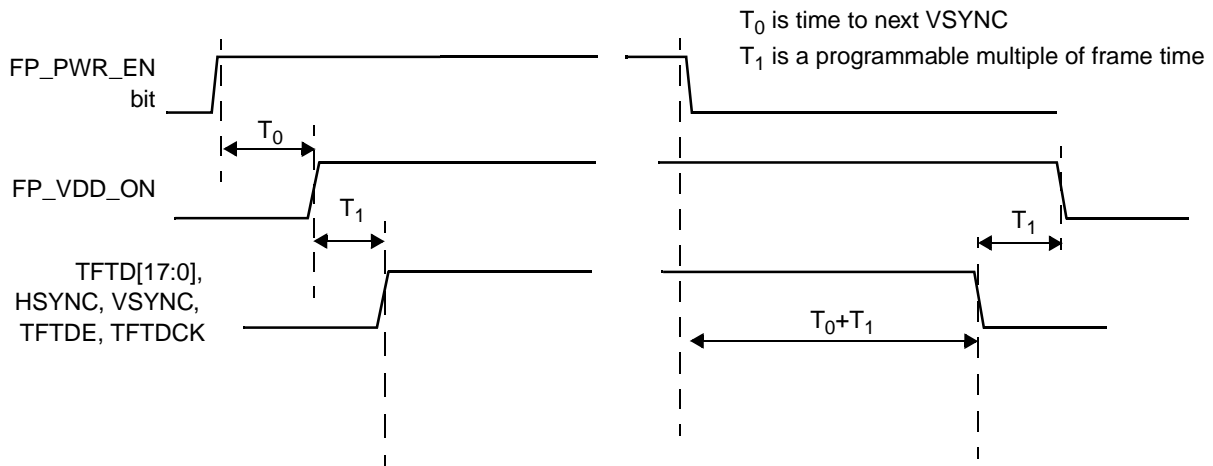 T0 is time to next VSYNC
T1 is a programmable multiple of frame time
FP_PWR_EN
bit
T0
FP_VDD_ON
T1
T1
TFTD[17:0],
HSYNC, VSYNC,
TFTDE, TFTDCK
T0+T1